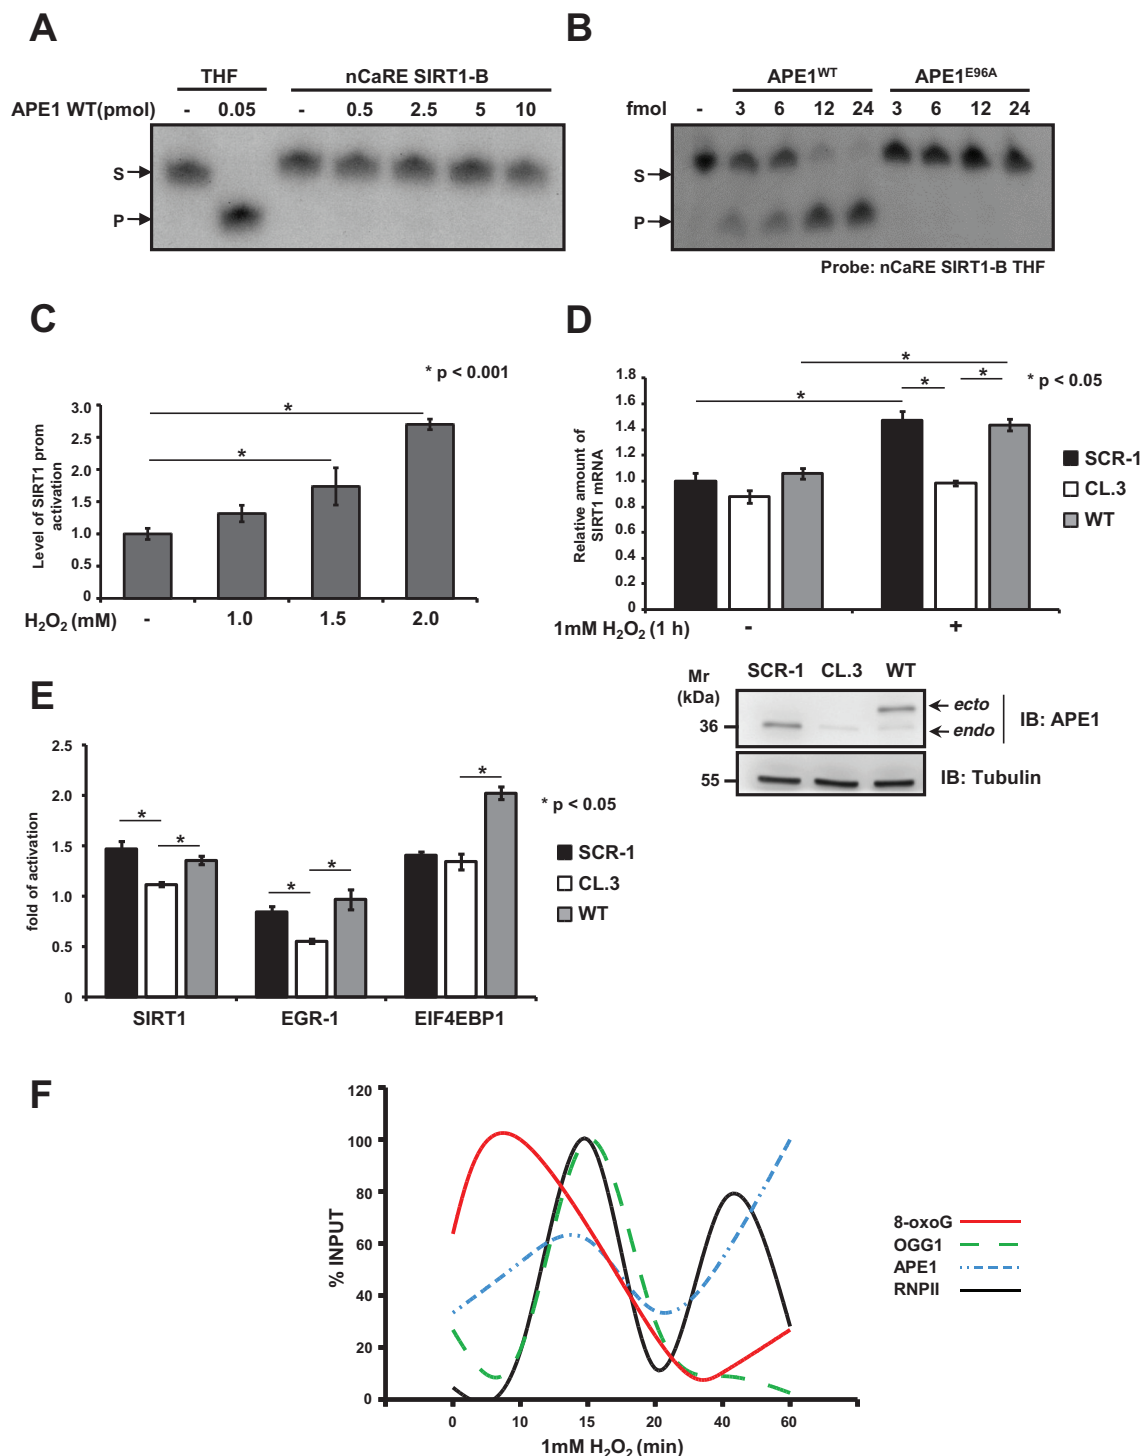 A
THF nCaRE SIRT1-B
APE1 WT(pmol) - 0.05 - 0.5 2.5 5 10
S
P
B
APE1WT APE1E96A
fmol - 3 6 12 24 3 6 12 24
S
P
Probe: nCaRE SIRT1-B THF
C
* p < 0.001
Level of SIRT1 prom
activation
3.0
2.5
2.0
1.5
1.0
0.5
0
*
*
H2O2 (mM) - 1.0 1.5 2.0
D
* p < 0.05
Relative amount of
SIRT1 mRNA
1.8
1.6
1.4
1.2
1.0
0.8
0.6
0.4
0.2
0
*
*
*
*
SCR-1
CL.3
WT
1mM H2O2 (1 h) - +
Mr
(kDa)
SCR-1 CL.3 WT
36
ecto
endo
IB: APE1
55
IB: Tubulin
E
fold of activation
2.5
2.0
1.5
1.0
0.5
0
*
*
*
*
*
* p < 0.05
SCR-1
CL.3
WT
SIRT1 EGR-1 EIF4EBP1
F
% INPUT
120
100
80
60
40
20
0
0 10 15 20 40 60
1mM H2O2 (min)
8-oxoG
OGG1
APE1
RNPII